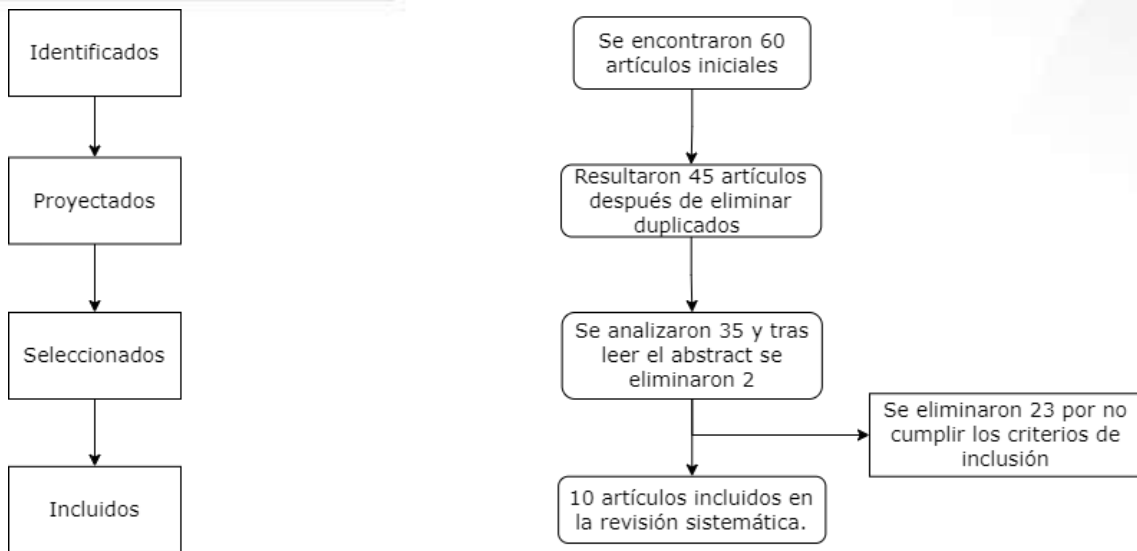 Identificados
Se encontraron 60
artículos iniciales
Proyectados
Resultaron 45 artículos
después de eliminar
duplicados
Seleccionados
Se analizaron 35 y tras
leer el abstract se
eliminaron 2
Se eliminaron 23 por no
cumplir los criterios de
inclusión
Incluidos
10 artículos incluidos en
la revisión sistemática.